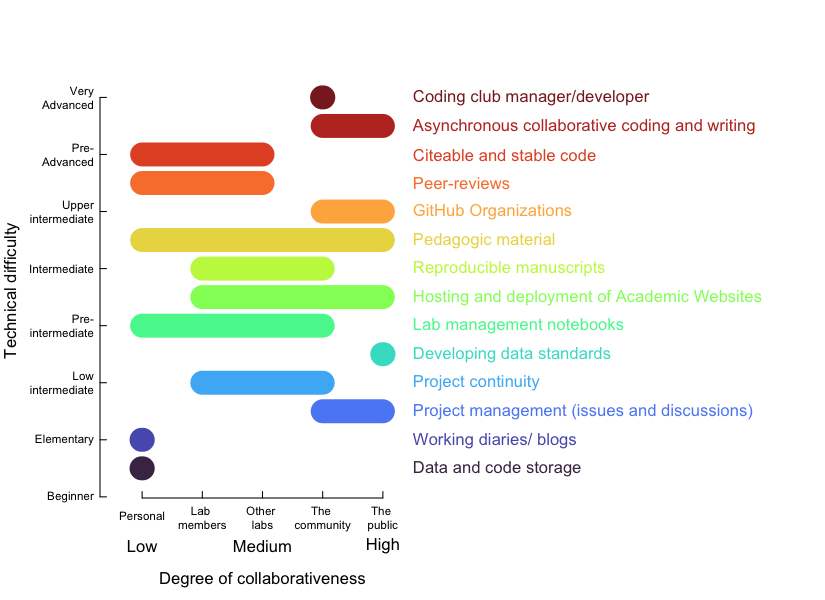 Very
Advanced
Coding club manager/developer
Asynchronous collaborative coding and writing
Pre-
Advanced
Citeable and stable code
Peer-reviews
Upper
intermediate
GitHub Organizations
Pedagogic material
Intermediate
Reproducible manuscripts
Hosting and deployment of Academic Websites
Pre-
intermediate
Lab management notebooks
Developing data standards
Low
intermediate
Project continuity
Project management (issues and discussions)
Elementary
Working diaries/ blogs
Data and code storage
Beginner
Technical difficulty
Personal
Lab
members
Other
labs
The
community
The
public
Low
Medium
High
Degree of collaborativeness